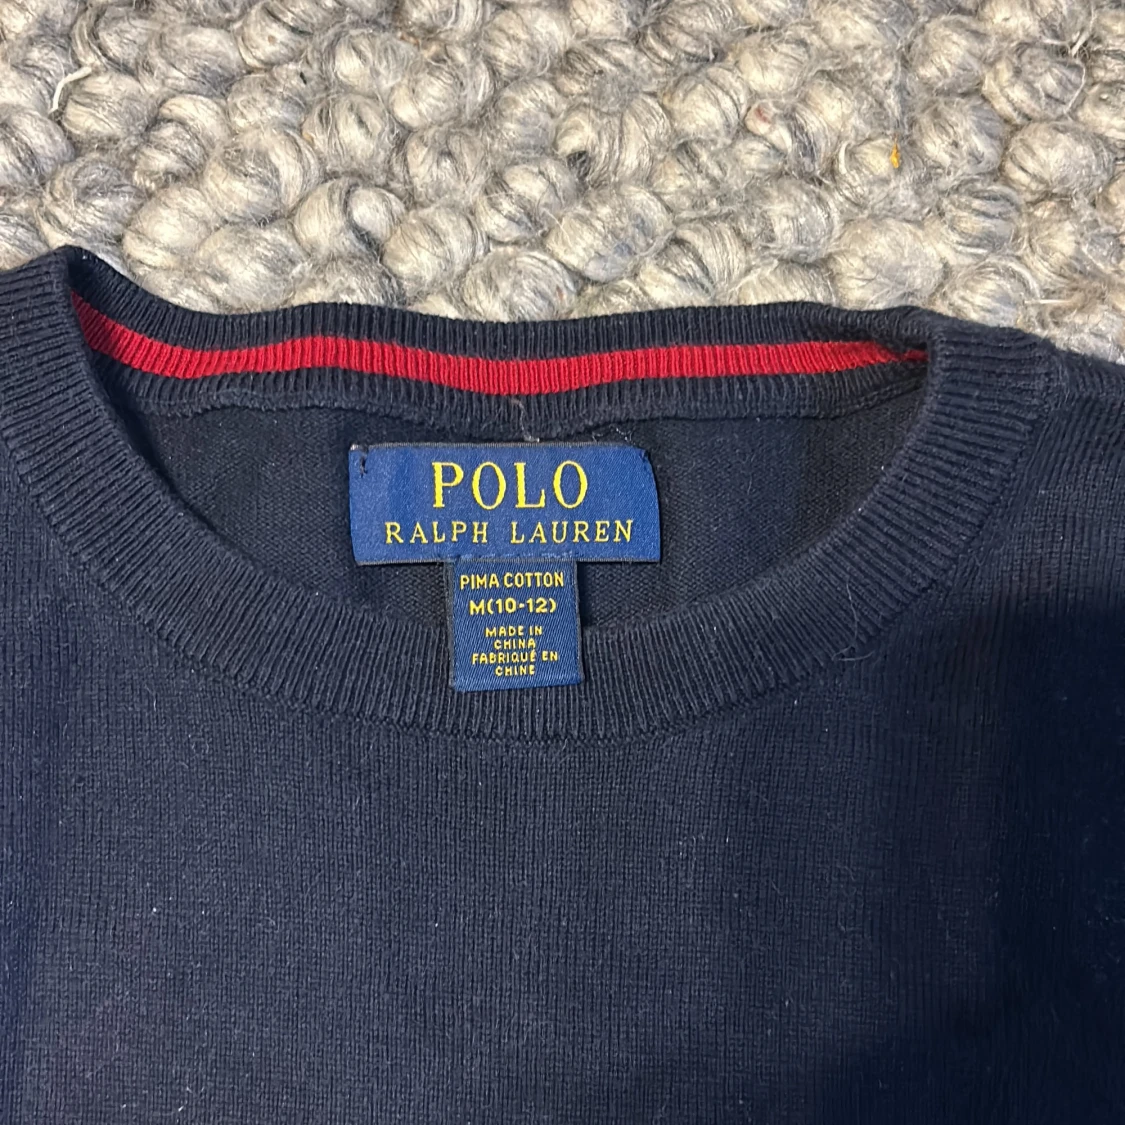 POLO
RALPH LAUREN
PIMA COTTON
M(10-12)
MADE IN
CHINA
FABRIQUÉ EN
CHINE